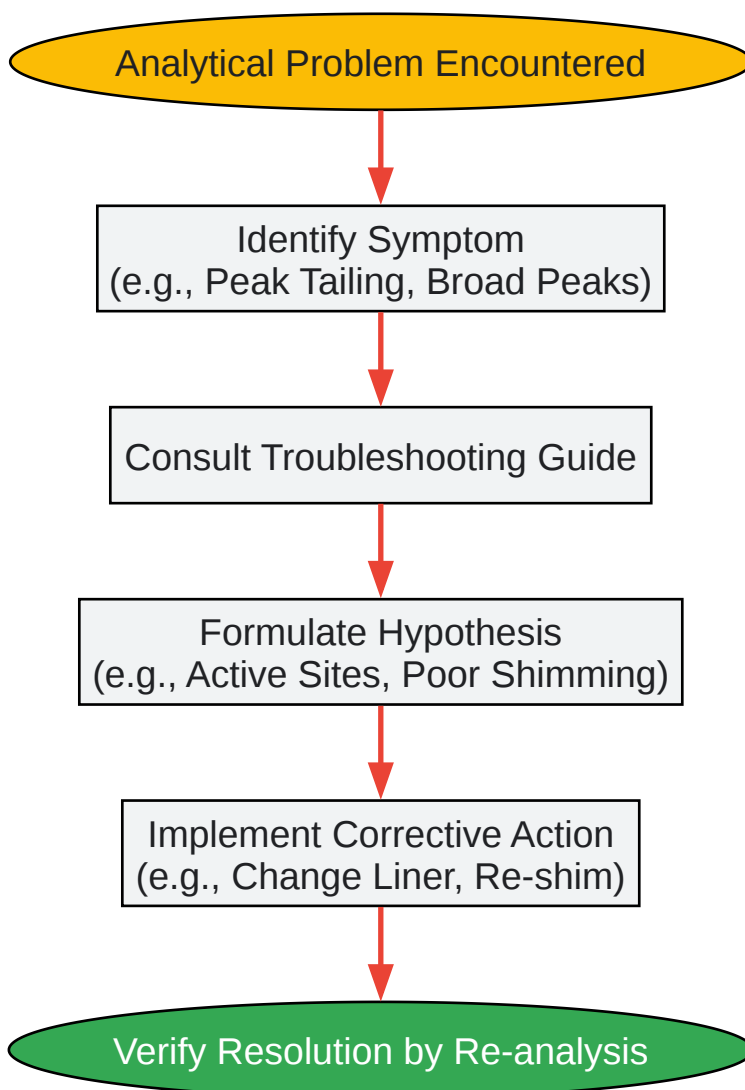 Analytical Problem Encountered
Identify Symptom
(e.g., Peak Tailing, Broad Peaks)
Consult Troubleshooting Guide
Formulate Hypothesis
(e.g., Active Sites, Poor Shimming)
Implement Corrective Action
(e.g., Change Liner, Re-shim)
Verify Resolution by Re-analysis